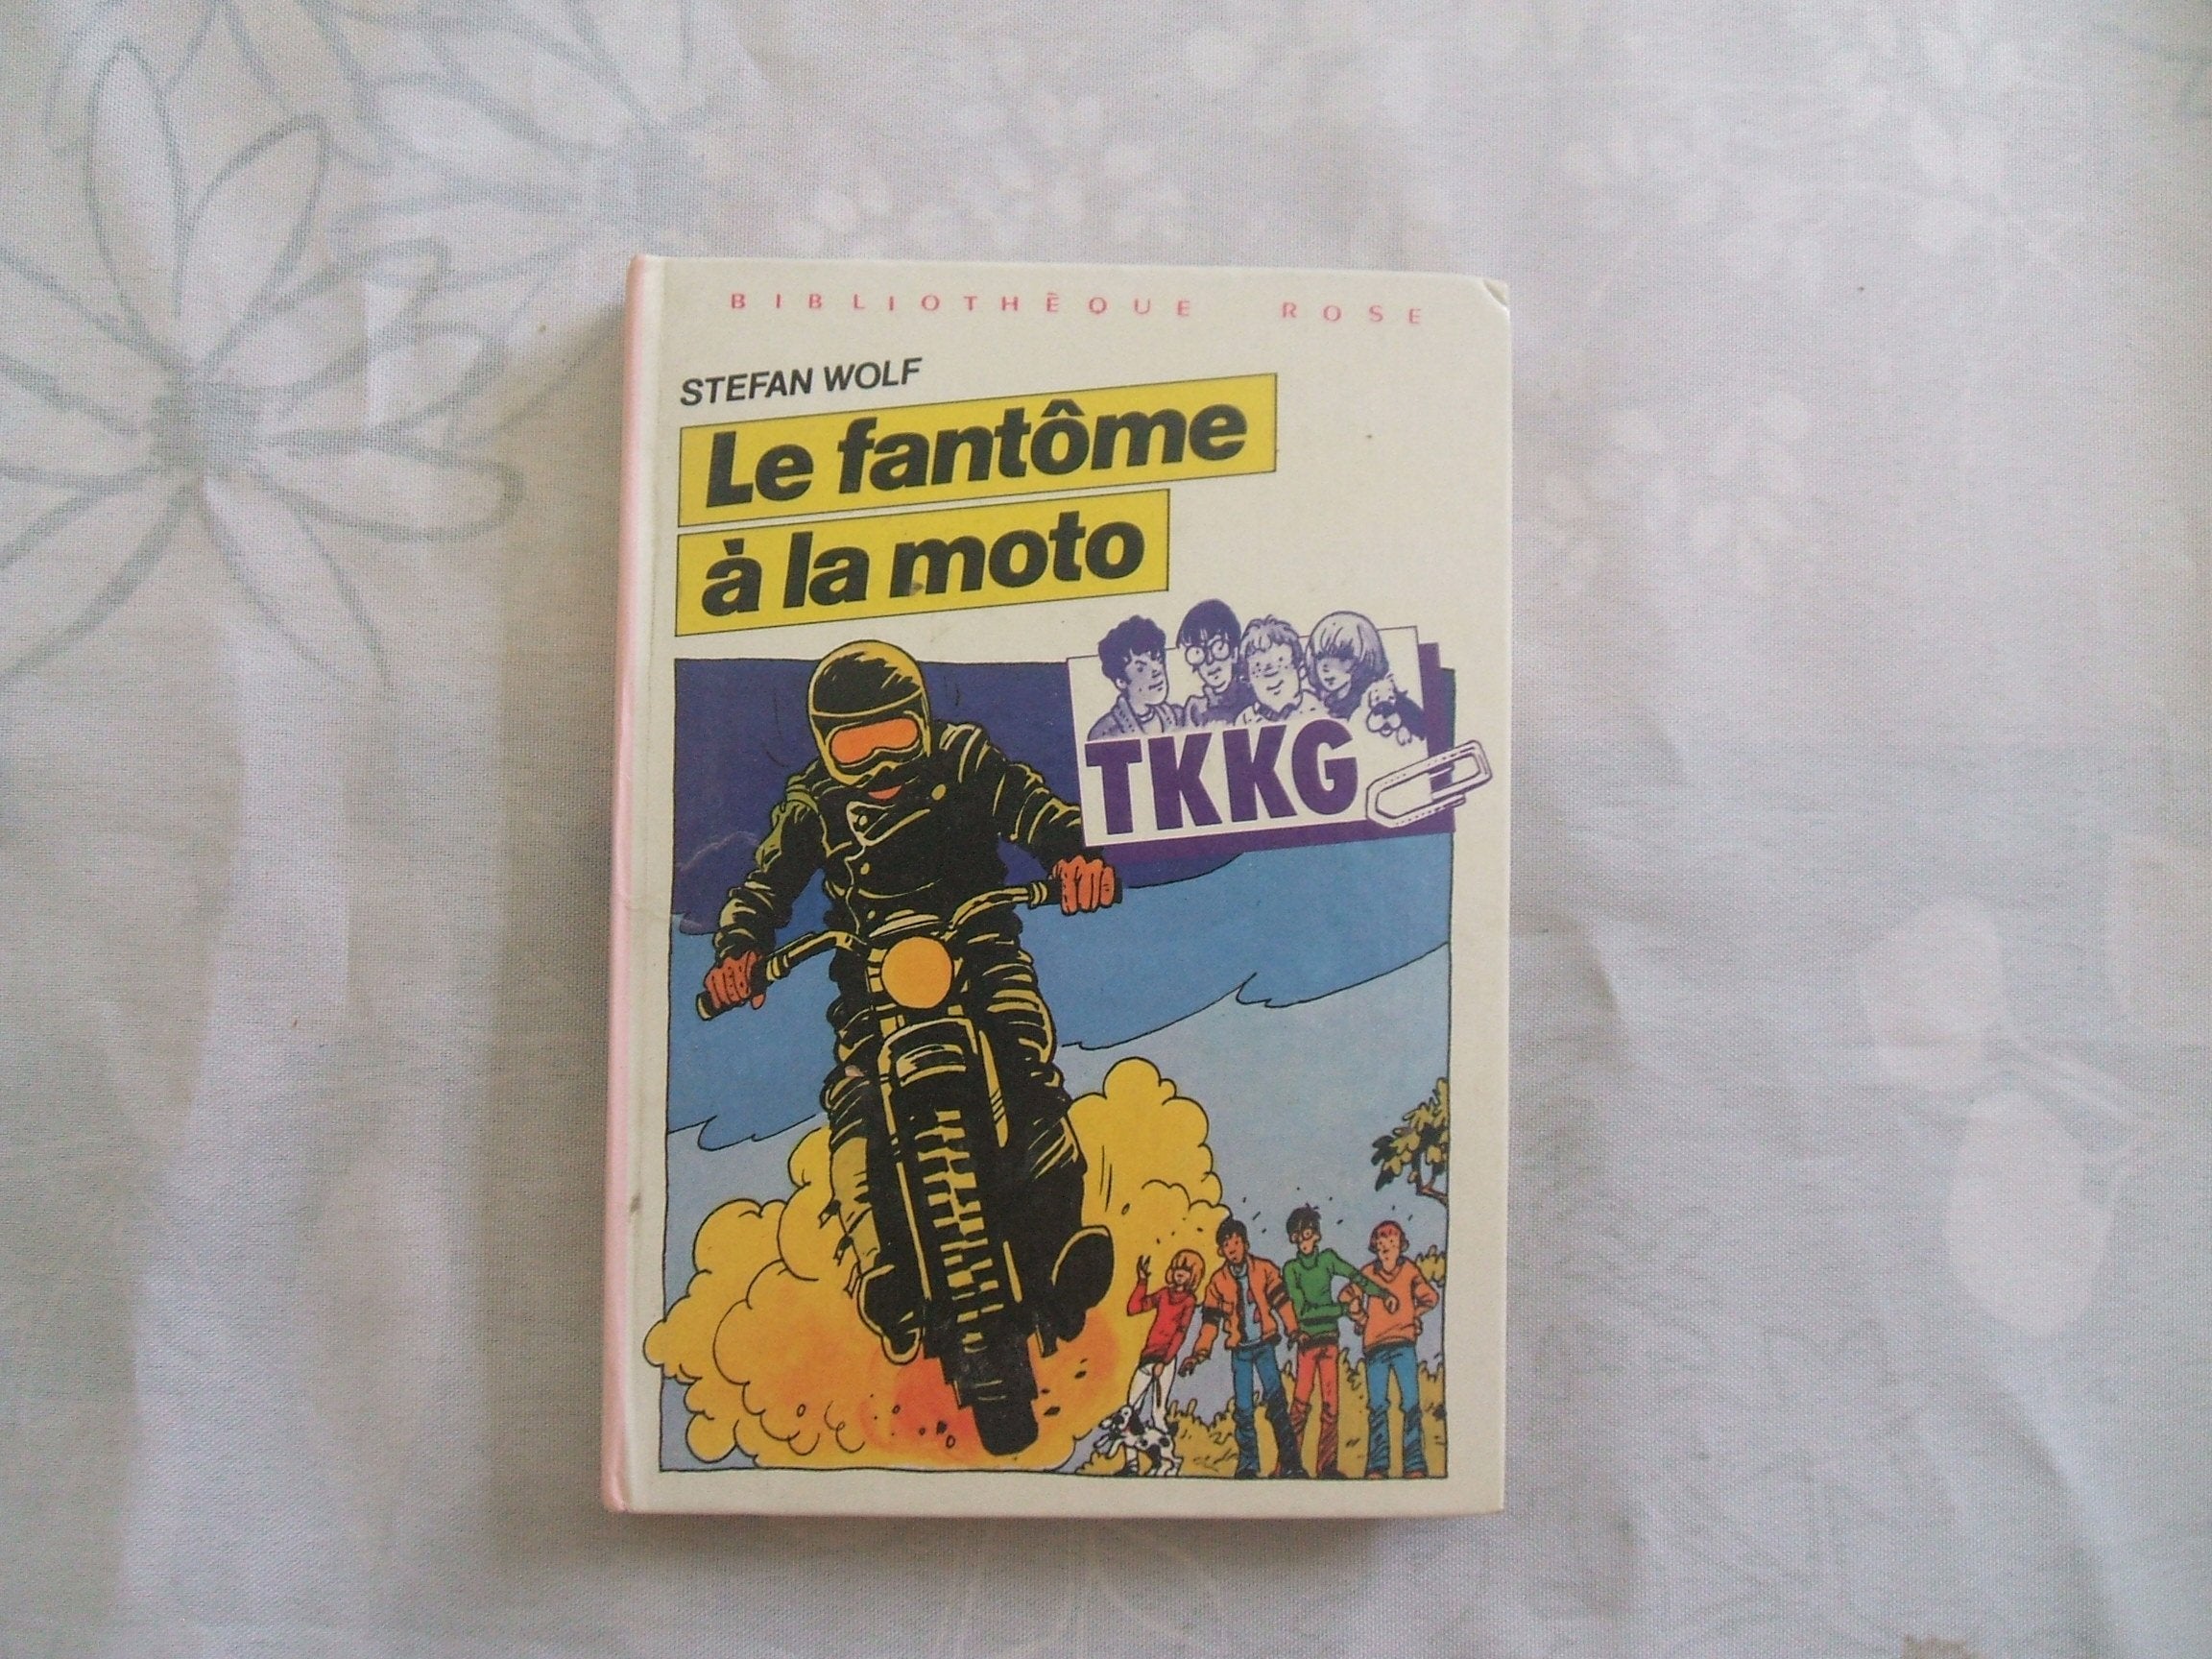 BIBLIOTHÈQUE ROSE
STEFAN WOLF
Le fantôme
à la moto
TKKG